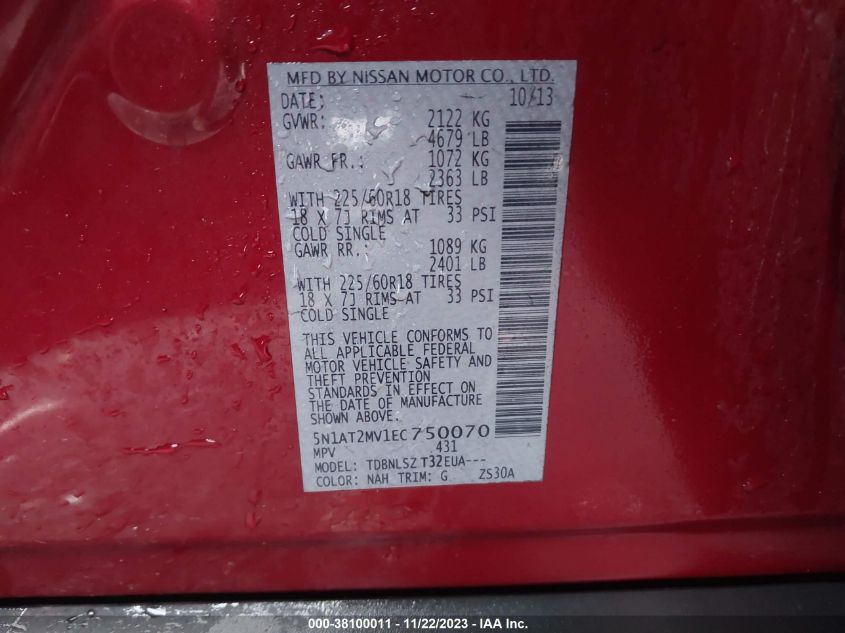 MFD BY NISSAN MOTOR CO., LTD.
DATE: 10/13
GVWR: 2122 KG
4679 LB
GAWR FR.: 1072 KG
2363 LB
WITH 225/60R18 TIRES
18 X 7J RIMS AT 33 PSI
COLD SINGLE
GAWR RR.: 1089 KG
2401 LB
WITH 225/60R18 TIRES
18 X 7J RIMS AT 33 PSI
COLD SINGLE
THIS VEHICLE CONFORMS TO
ALL APPLICABLE FEDERAL
MOTOR VEHICLE SAFETY AND
THEFT PREVENTION
STANDARDS IN EFFECT ON
THE DATE OF MANUFACTURE
SHOWN ABOVE.
5N1AT2MV1EC750070
MPV 431
MODEL: TDBNLSZ T32EUA---
COLOR: NAH TRIM: G ZS30A
000-38100011 - 11/22/2023 - IAA Inc.